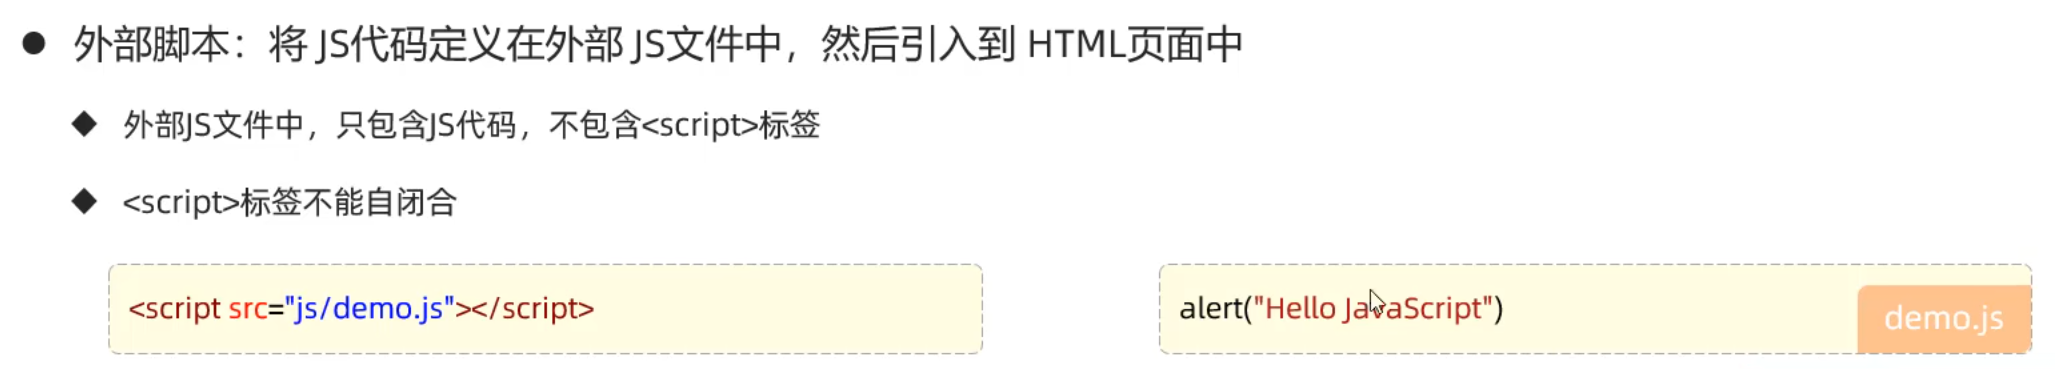 外部脚本：将 JS代码定义在外部 JS文件中，然后引入到 HTML页面中
外部JS文件中，只包含JS代码，不包含<script>标签
<script>标签不能自闭合
<script src="js/demo.js"></script>
alert("Hello JavaScript")
demo.js